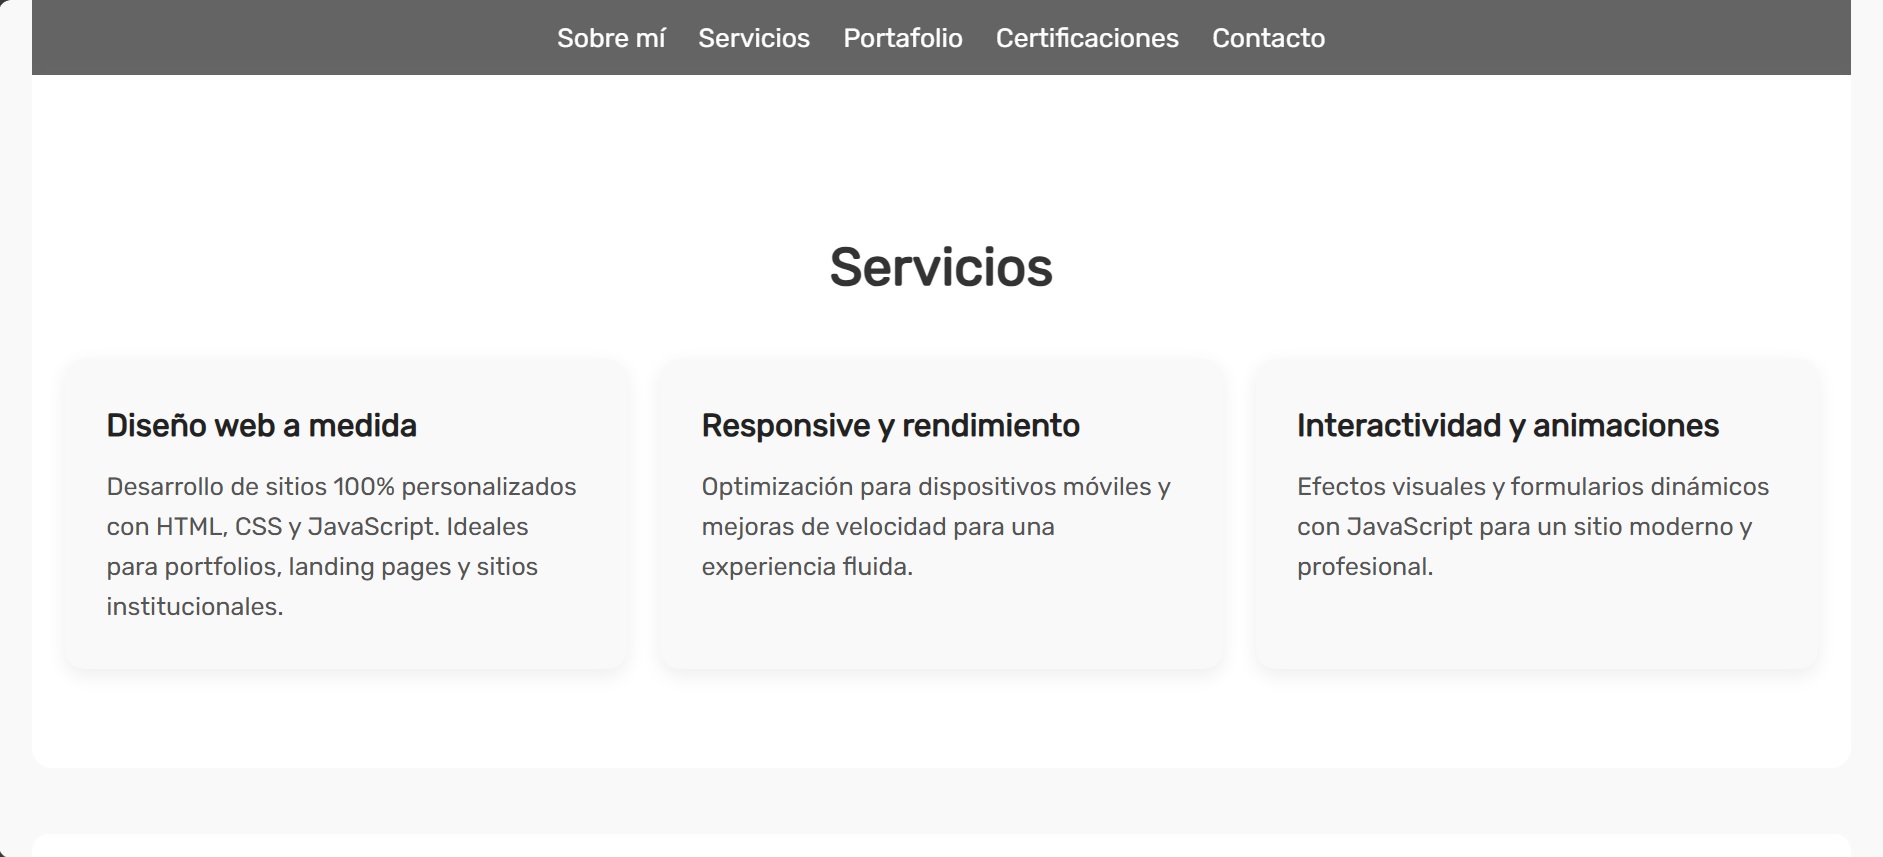 Sobre mí Servicios Portafolio Certificaciones Contacto
Servicios
Diseño web a medida
Desarrollo de sitios 100% personalizados
con HTML, CSS y JavaScript. Ideales
para portfolios, landing pages y sitios
institucionales.
Responsive y rendimiento
Optimización para dispositivos móviles y
mejoras de velocidad para una
experiencia fluida.
Interactividad y animaciones
Efectos visuales y formularios dinámicos
con JavaScript para un sitio moderno y
profesional.